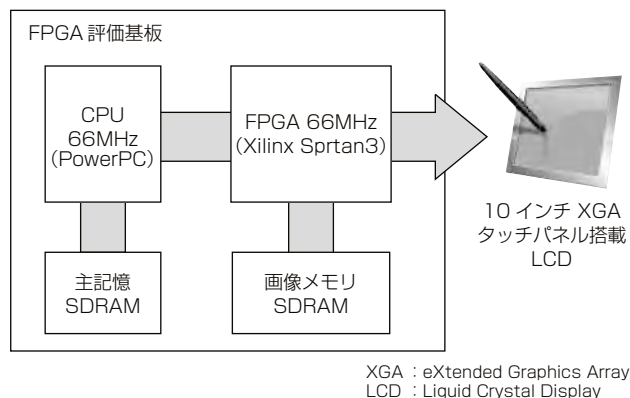 FPGA 評価基板
CPU
66MHz
(PowerPC)
FPGA 66MHz
(Xilinx Sprtan3)
主記憶
SDRAM
画像メモリ
SDRAM
10 インチ XGA
タッチパネル搭載
LCD
XGA ：eXtended Graphics Array
LCD ：Liquid Crystal Display